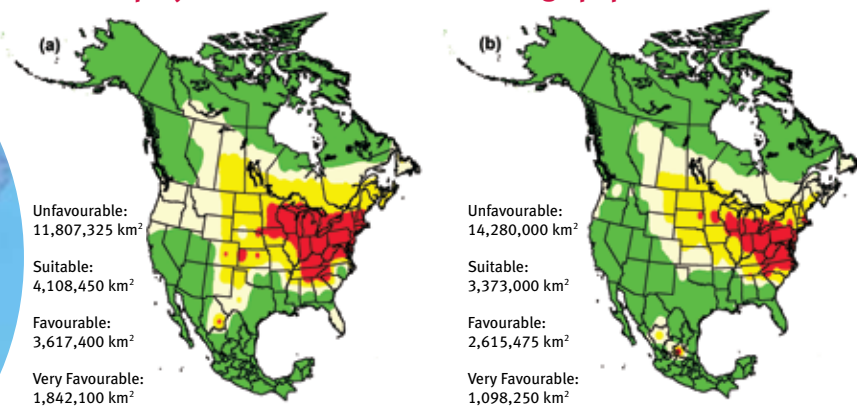 (a)
Unfavourable:
11,807,325 km²
Suitable:
4,108,450 km²
Favourable:
3,617,400 km²
Very Favourable:
1,842,100 km²
(b)
Unfavourable:
14,280,000 km²
Suitable:
3,373,000 km²
Favourable:
2,615,475 km²
Very Favourable:
1,098,250 km²